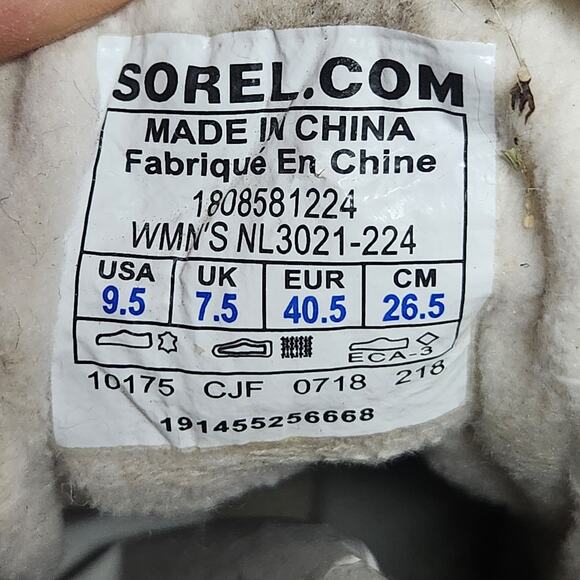 SOREL.COM
MADE IN CHINA
Fabrique En Chine
1808581224
WMN'S NL3021-224
USA UK EUR CM
9.5 7.5 40.5 26.5
ECA-3
10175 CJF 0718 218
191455256668